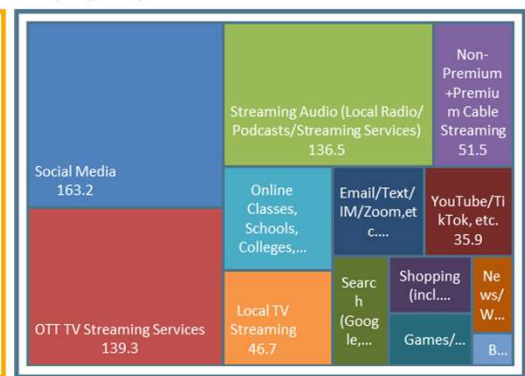 Social Media
163.2
OTT TV Streaming Services
139.3
Streaming Audio (Local Radio/
Podcasts/Streaming Services)
136.5
Non-
Premium
+Premiu
m Cable
Streaming
51.5
Online
Classes,
Schools,
Colleges,...
Local TV
Streaming
46.7
Email/Text/
IM/Zoom,et
c....
YouTube/Ti
kTok, etc.
35.9
Searc
h
(Goog
le,...
Shopping
(incl....
Games/...
Ne
ws/
W...
B...